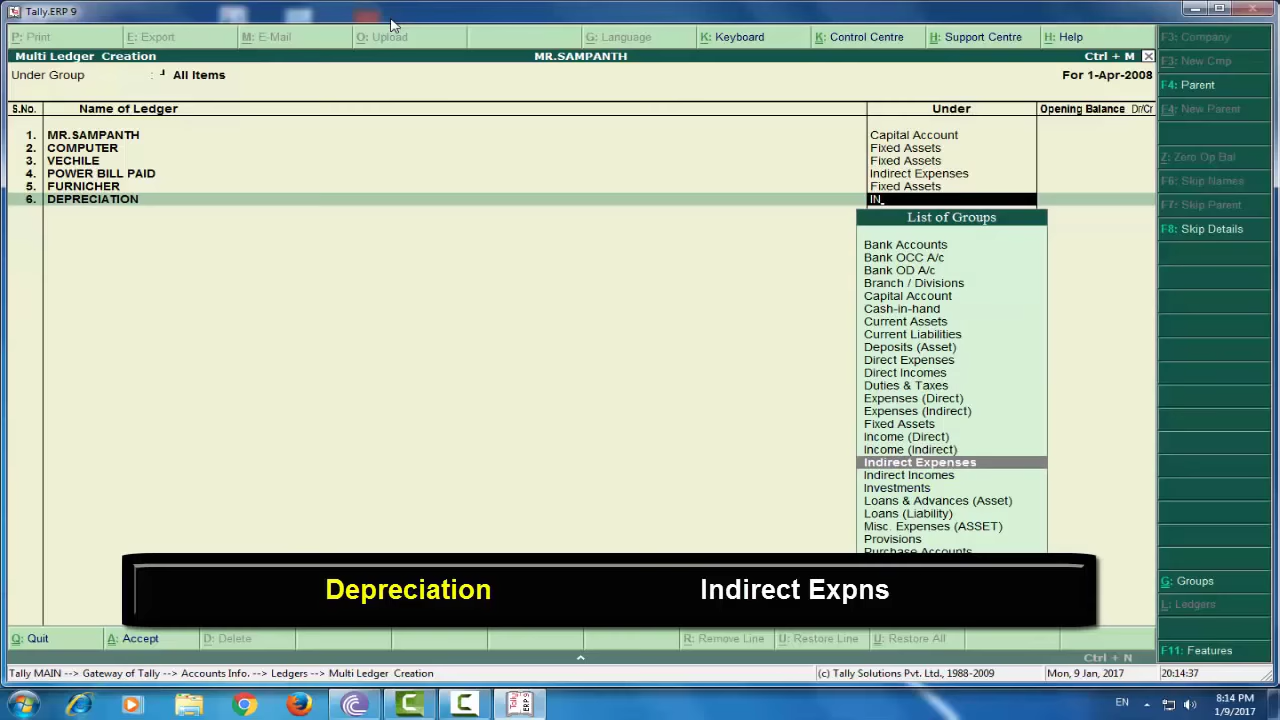 Tally.ERP 9
P: Print E: Export M: E-Mail O: Upload G: Language K: Keyboard K: Control Centre H: Support Centre H: Help
Multi Ledger Creation MR.SAMPANTH Ctrl + M
Under Group : All Items For 1-Apr-2008
S.No. Name of Ledger Under Opening Balance Dr/Cr
1. MR.SAMPANTH Capital Account
2. COMPUTER Fixed Assets
3. VECHILE Fixed Assets
4. POWER BILL PAID Indirect Expenses
5. FURNICHER Fixed Assets
6. DEPRECIATION IN
List of Groups
Bank Accounts
Bank OCC A/c
Bank OD A/c
Branch / Divisions
Capital Account
Cash-in-hand
Current Assets
Current Liabilities
Deposits (Asset)
Direct Expenses
Direct Incomes
Duties & Taxes
Expenses (Direct)
Expenses (Indirect)
Fixed Assets
Income (Direct)
Income (Indirect)
Indirect Expenses
Indirect Incomes
Investments
Loans & Advances (Asset)
Loans (Liability)
Misc. Expenses (ASSET)
Provisions
Purchase Accounts
Depreciation Indirect Expns
F3: Company
F3: New Cmp
F4: Parent
F4: New Parent
Z: Zero Op Bal
F6: Skip Names
F7: Skip Parent
F8: Skip Details
G: Groups
L: Ledgers
F11: Features
Q: Quit A: Accept D: Delete R: Remove Line U: Restore Line U: Restore All
Ctrl + N
Tally MAIN --> Gateway of Tally --> Accounts Info. --> Ledgers --> Multi Ledger Creation (c) Tally Solutions Pvt. Ltd., 1988-2009 Mon, 9 Jan, 2017 20:14:37
EN 8:14 PM
1/9/2017